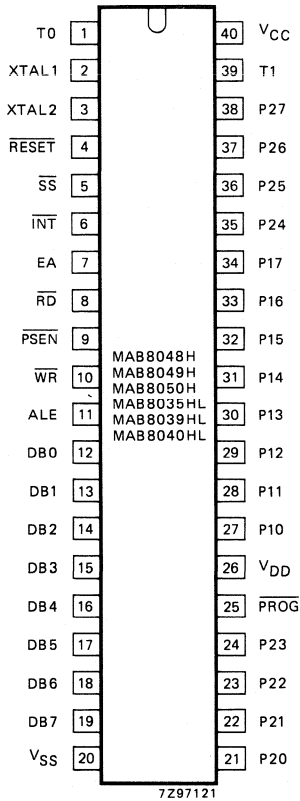 T0 1 40 VCC
XTAL1 2 39 T1
XTAL2 3 38 P27
RESET 4 37 P26
SS 5 36 P25
INT 6 35 P24
EA 7 34 P17
RD 8 33 P16
PSEN 9 32 P15
MAB8048H
MAB8049H
MAB8050H
MAB8035HL
MAB8039HL
MAB8040HL
WR 10 31 P14
ALE 11 30 P13
DB0 12 29 P12
DB1 13 28 P11
DB2 14 27 P10
DB3 15 26 VDD
DB4 16 25 PROG
DB5 17 24 P23
DB6 18 23 P22
DB7 19 22 P21
VSS 20 21 P20
7Z97121